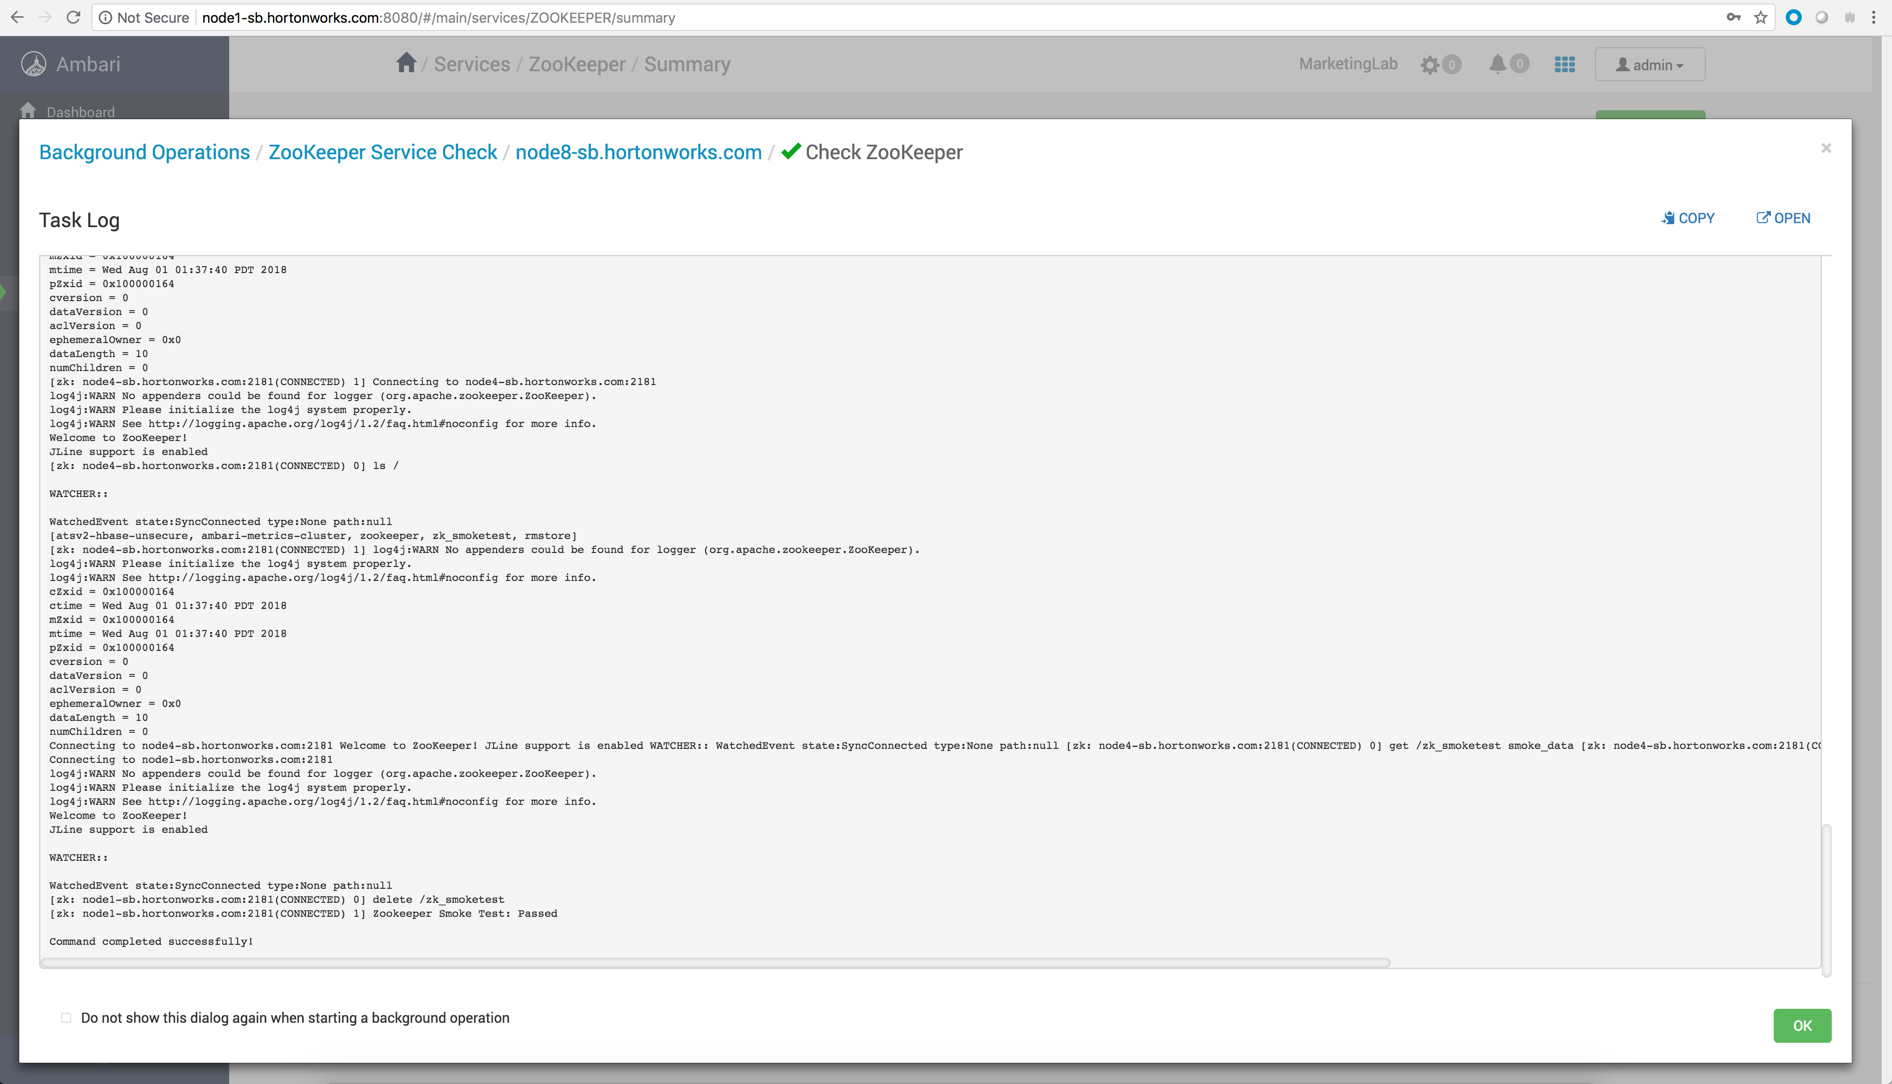 Not Secure node1-sb.hortonworks.com:8080/#/main/services/ZOOKEEPER/summary
Ambari
/ Services / ZooKeeper / Summary
MarketingLab 0 0 admin
Dashboard
Background Operations / ZooKeeper Service Check / node8-sb.hortonworks.com / Check ZooKeeper ×
Task Log
COPY OPEN
mZxid = 0x100000164
mtime = Wed Aug 01 01:37:40 PDT 2018
pZxid = 0x100000164
cversion = 0
dataVersion = 0
aclVersion = 0
ephemeralOwner = 0x0
dataLength = 10
numChildren = 0
[zk: node4-sb.hortonworks.com:2181(CONNECTED) 1] Connecting to node4-sb.hortonworks.com:2181
log4j:WARN No appenders could be found for logger (org.apache.zookeeper.ZooKeeper).
log4j:WARN Please initialize the log4j system properly.
log4j:WARN See http://logging.apache.org/log4j/1.2/faq.html#noconfig for more info.
Welcome to ZooKeeper!
JLine support is enabled
[zk: node4-sb.hortonworks.com:2181(CONNECTED) 0] ls /
WATCHER::
WatchedEvent state:SyncConnected type:None path:null
[atsv2-hbase-unsecure, ambari-metrics-cluster, zookeeper, zk_smoketest, rmstore]
[zk: node4-sb.hortonworks.com:2181(CONNECTED) 1] log4j:WARN No appenders could be found for logger (org.apache.zookeeper.ZooKeeper).
log4j:WARN Please initialize the log4j system properly.
log4j:WARN See http://logging.apache.org/log4j/1.2/faq.html#noconfig for more info.
cZxid = 0x100000164
ctime = Wed Aug 01 01:37:40 PDT 2018
mZxid = 0x100000164
mtime = Wed Aug 01 01:37:40 PDT 2018
pZxid = 0x100000164
cversion = 0
dataVersion = 0
aclVersion = 0
ephemeralOwner = 0x0
dataLength = 10
numChildren = 0
Connecting to node4-sb.hortonworks.com:2181 Welcome to ZooKeeper! JLine support is enabled WATCHER:: WatchedEvent state:SyncConnected type:None path:null [zk: node4-sb.hortonworks.com:2181(CONNECTED) 0] get /zk_smoketest smoke_data [zk: node4-sb.hortonworks.com:2181(CO
Connecting to node1-sb.hortonworks.com:2181
log4j:WARN No appenders could be found for logger (org.apache.zookeeper.ZooKeeper).
log4j:WARN Please initialize the log4j system properly.
log4j:WARN See http://logging.apache.org/log4j/1.2/faq.html#noconfig for more info.
Welcome to ZooKeeper!
JLine support is enabled
WATCHER::
WatchedEvent state:SyncConnected type:None path:null
[zk: node1-sb.hortonworks.com:2181(CONNECTED) 0] delete /zk_smoketest
[zk: node1-sb.hortonworks.com:2181(CONNECTED) 1] Zookeeper Smoke Test: Passed
Command completed successfully!
Do not show this dialog again when starting a background operation
OK